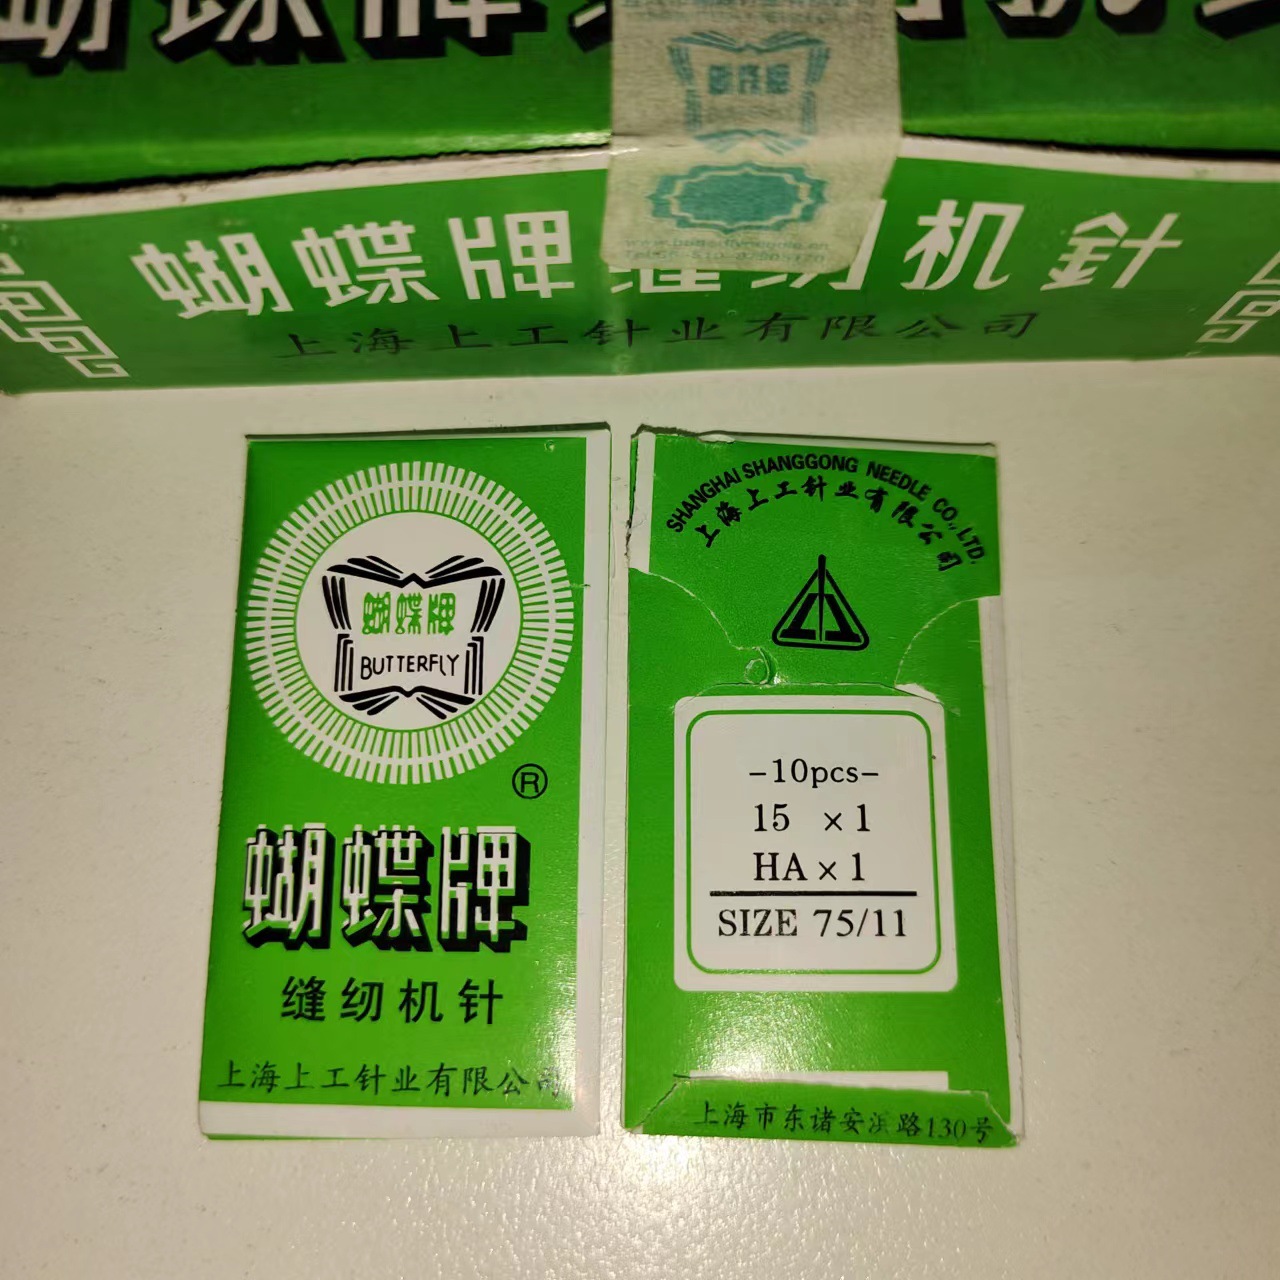 蝴蝶牌缝纫机針
上海上工针业有限公司
蝴蝶牌
BUTTERFLY
®
蝴蝶牌
缝纫机针
上海上工针业有限公司
SHANGHAI SHANGGONG NEEDLE CO.,LTD.
上海上工针业有限公司
-10pcs-
15 ×1
HA×1
SIZE 75/11
上海市东诸安浜路130号